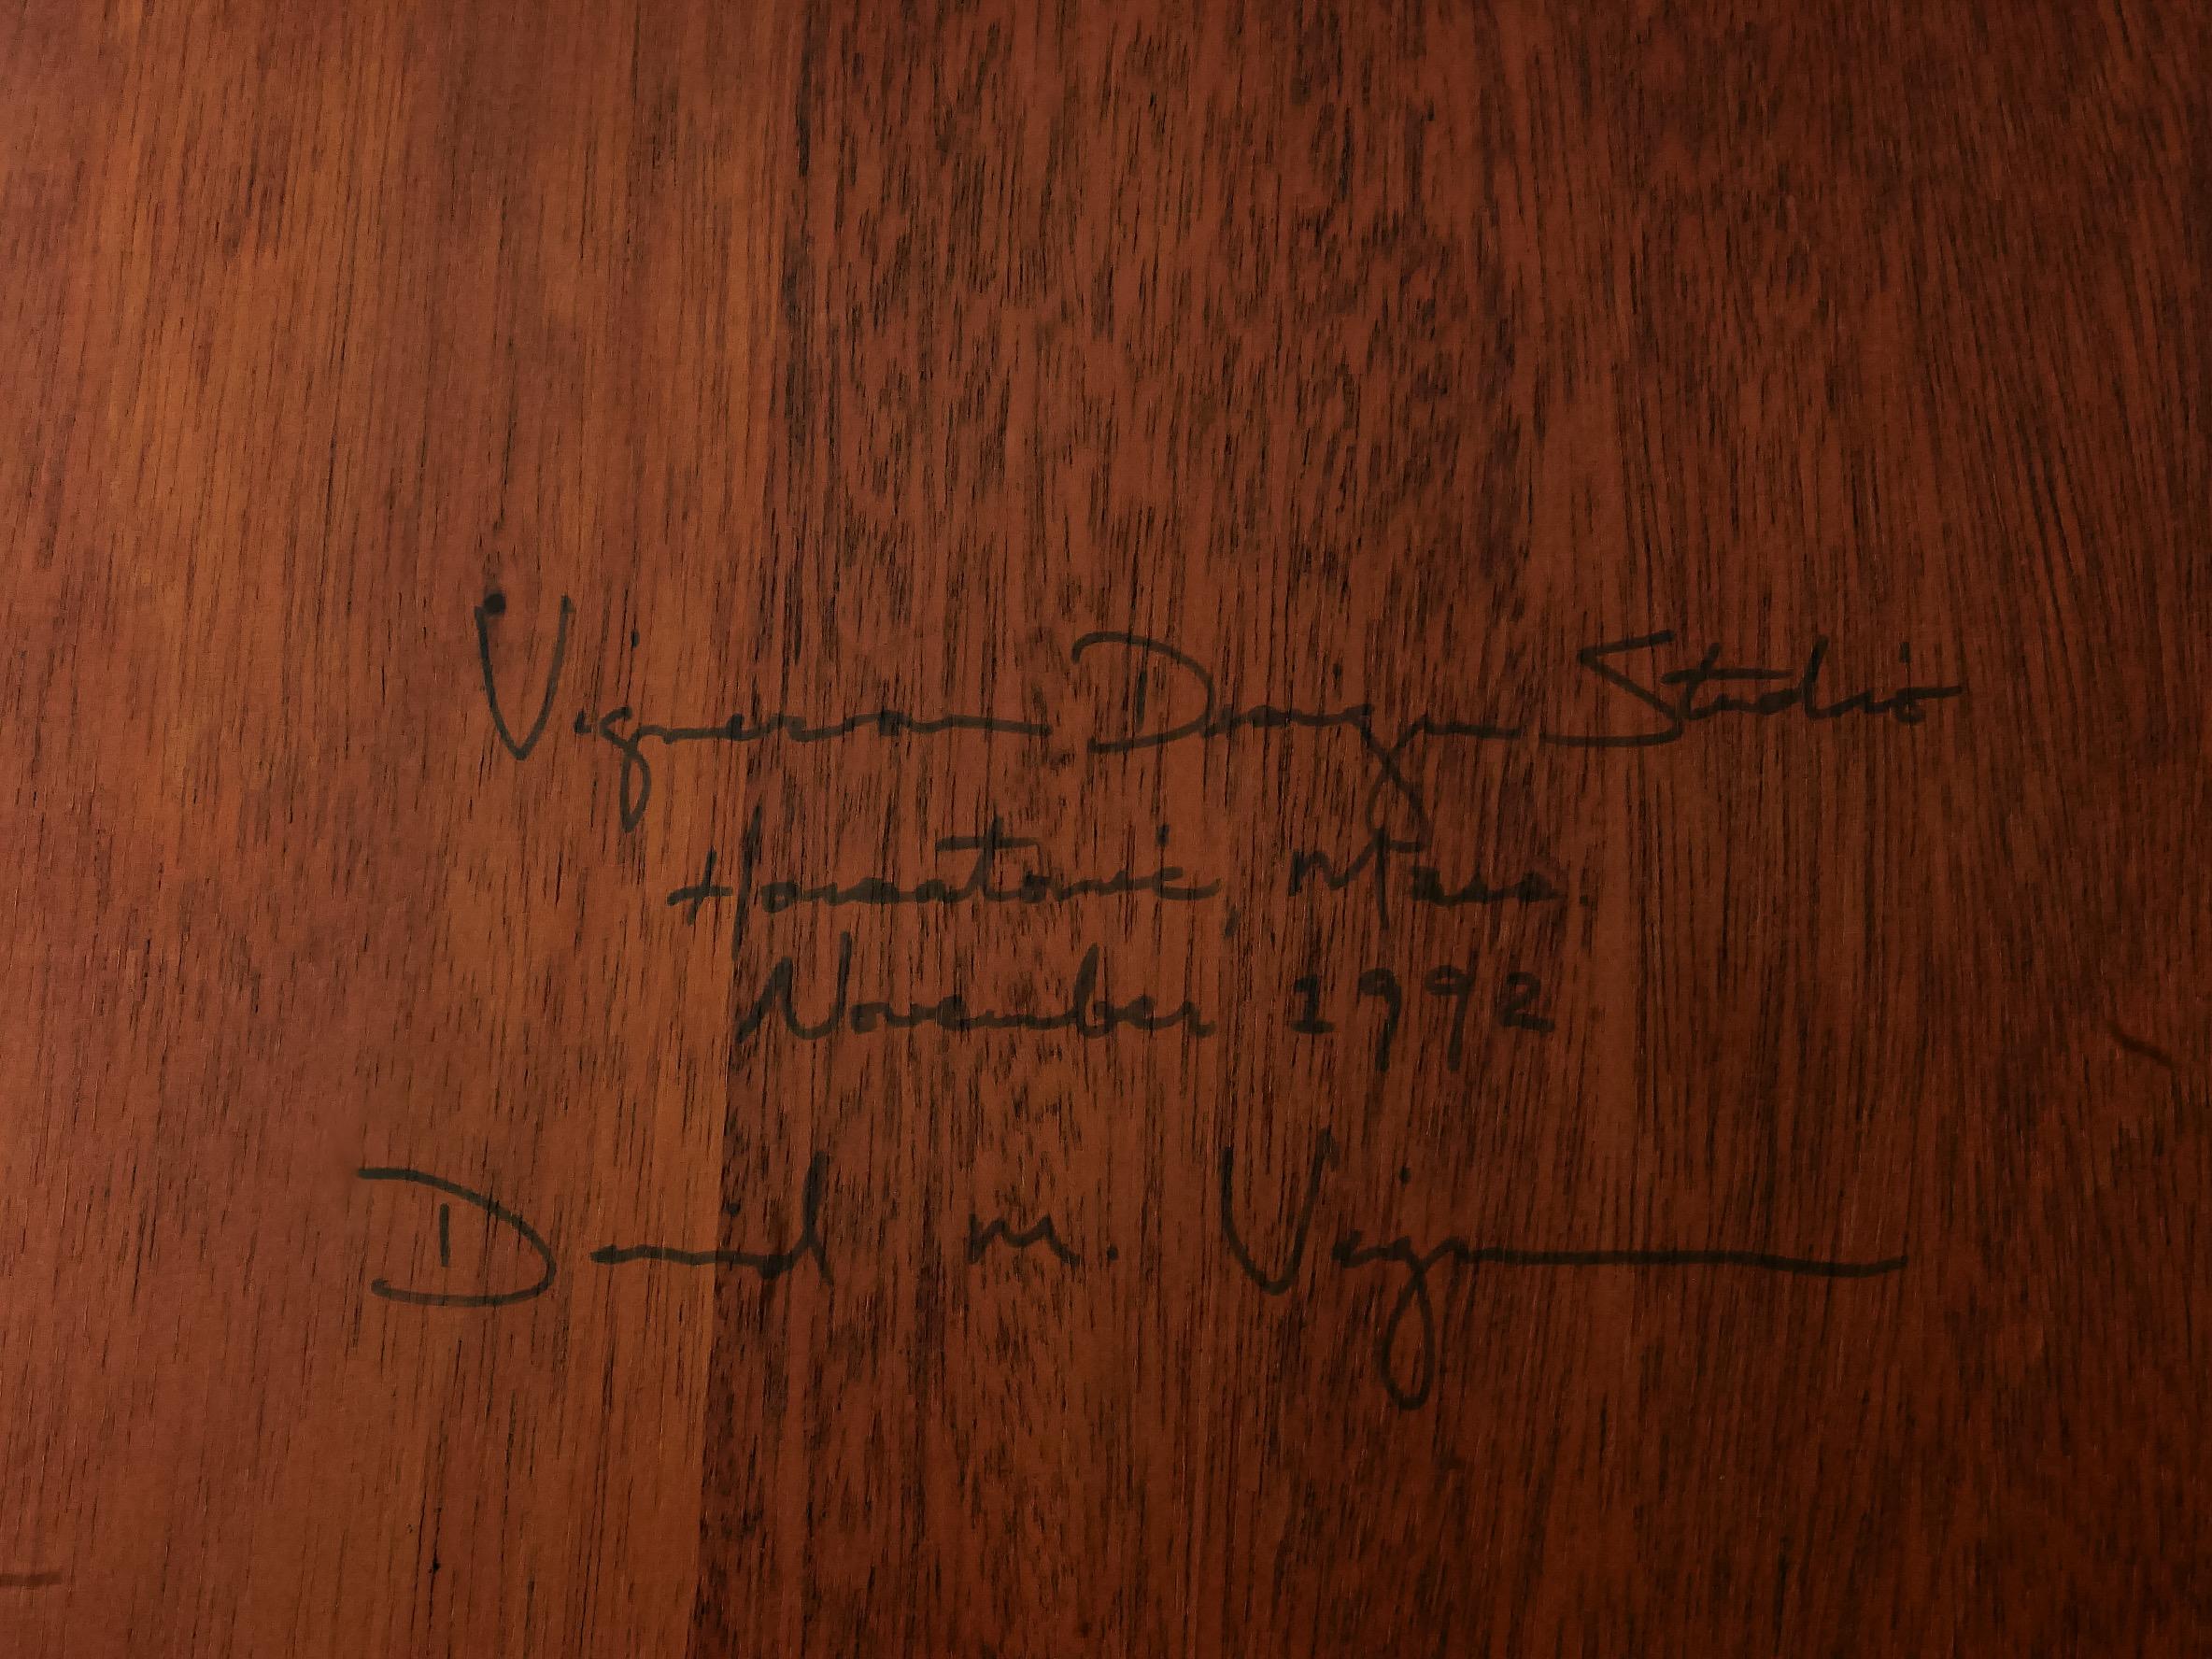 Vigneron Design Studio
Housatonic, Mass.
November 1992
David M. Vigneron